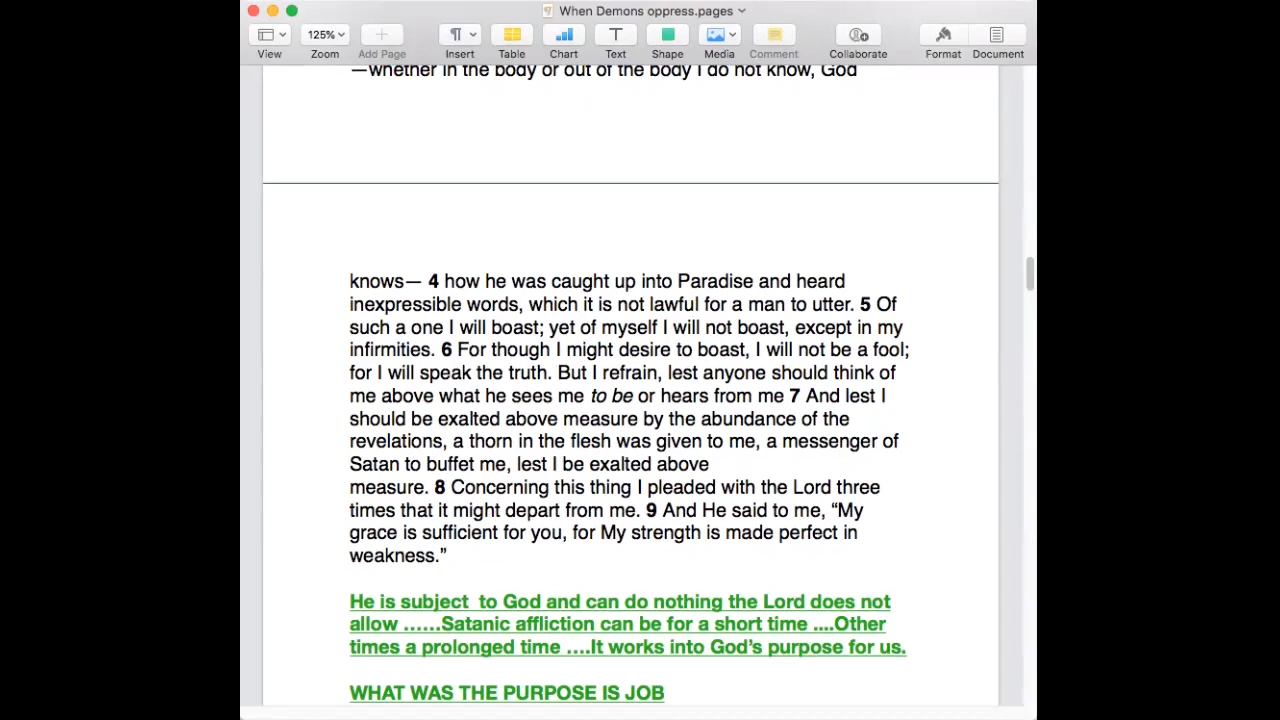 When Demons oppress.pages
125%
View Zoom Add Page Insert Table Chart Text Shape Media Comment Collaborate Format Document
—whether in the body or out of the body I do not know, God
knows— 4 how he was caught up into Paradise and heard
inexpressible words, which it is not lawful for a man to utter. 5 Of
such a one I will boast; yet of myself I will not boast, except in my
infirmities. 6 For though I might desire to boast, I will not be a fool;
for I will speak the truth. But I refrain, lest anyone should think of
me above what he sees me to be or hears from me 7 And lest I
should be exalted above measure by the abundance of the
revelations, a thorn in the flesh was given to me, a messenger of
Satan to buffet me, lest I be exalted above
measure. 8 Concerning this thing I pleaded with the Lord three
times that it might depart from me. 9 And He said to me, “My
grace is sufficient for you, for My strength is made perfect in
weakness.”
He is subject  to God and can do nothing the Lord does not
allow ......Satanic affliction can be for a short time ....Other
times a prolonged time ....It works into God’s purpose for us.
WHAT WAS THE PURPOSE IS JOB